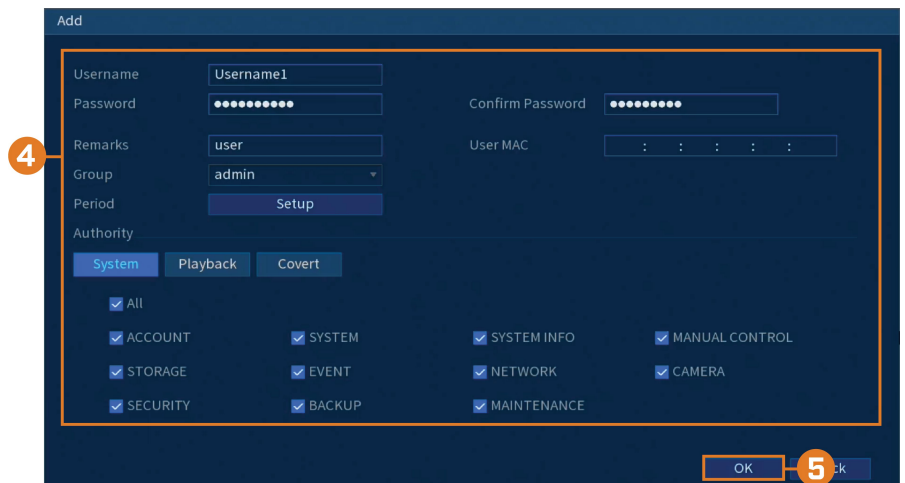 Add
Username Username1
Password ●●●●●●●●●● Confirm Password ●●●●●●●●●
4
Remarks user User MAC : : : : :
Group admin
Period Setup
Authority
System Playback Covert
All
ACCOUNT SYSTEM SYSTEM INFO MANUAL CONTROL
STORAGE EVENT NETWORK CAMERA
SECURITY BACKUP MAINTENANCE
OK 5